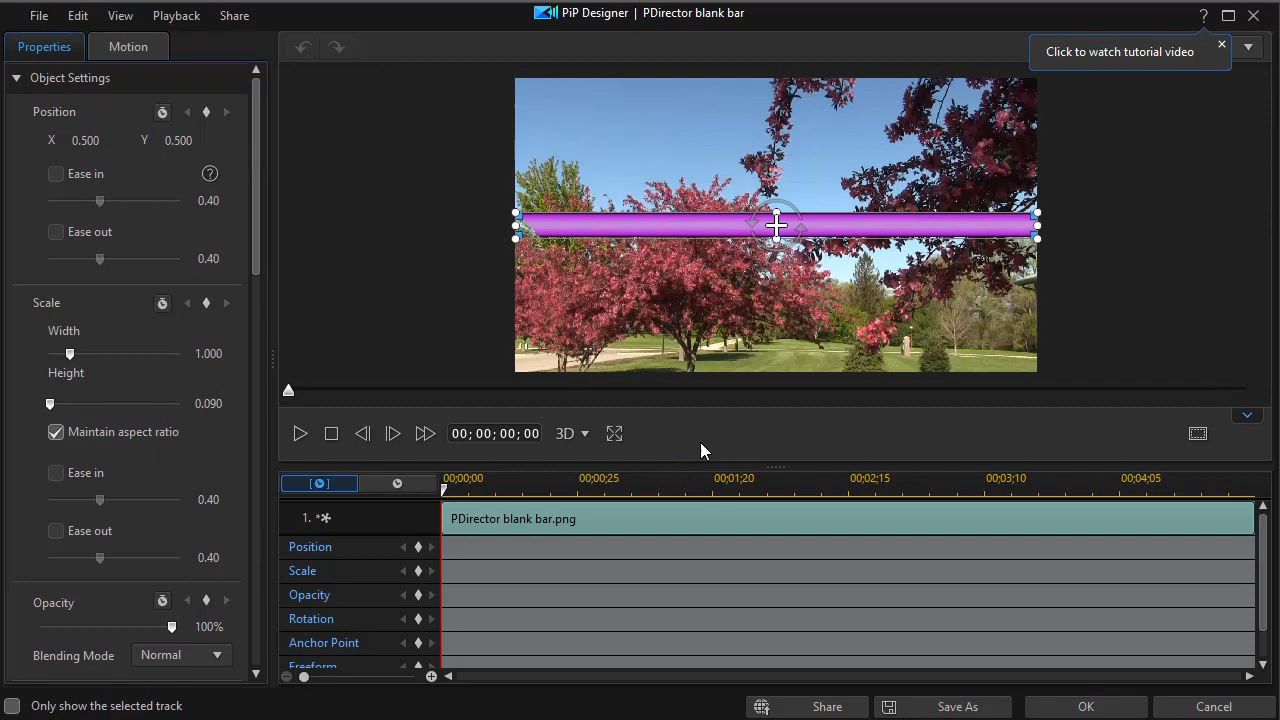 File Edit View Playback Share
PiP Designer | PDirector blank bar
?
Properties Motion
Click to watch tutorial video
Object Settings
Position
X 0.500 Y 0.500
Ease in ?
0.40
Ease out
0.40
Scale
Width
1.000
Height
0.090
Maintain aspect ratio
Ease in
0.40
Ease out
0.40
Opacity
100%
Blending Mode Normal
00; 00; 00; 00 3D
00;00;00 00;00;25 00;01;20 00;02;15 00;03;10 00;04;05
1. PDirector blank bar.png
Position
Scale
Opacity
Rotation
Anchor Point
Freeform
Only show the selected track
Share Save As OK Cancel